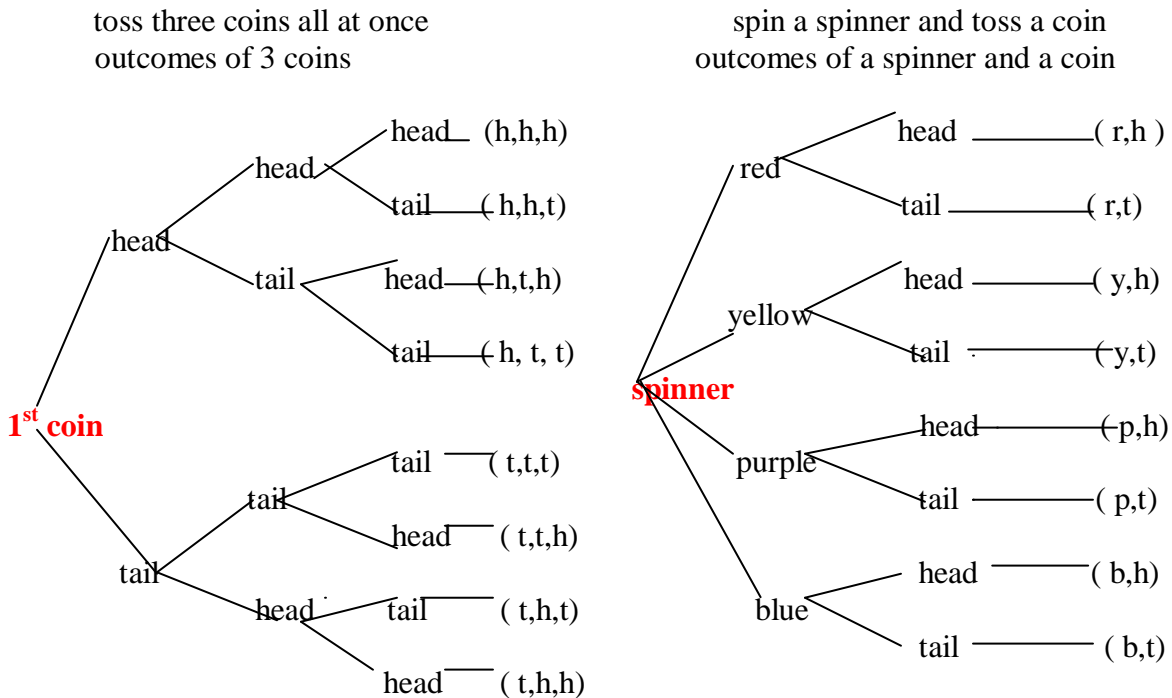 toss three coins all at once
outcomes of 3 coins
head (h,h,h)
head
tail ( h,h,t)
head
tail head (h,t,h)
tail ( h, t, t)
1st coin
tail ( t,t,t)
tail
head ( t,t,h)
tail
head tail ( t,h,t)
head ( t,h,h)
spin a spinner and toss a coin
outcomes of a spinner and a coin
head ( r,h )
red
tail ( r,t)
head ( y,h)
yellow
tail ( y,t)
spinner
head ( p,h)
purple
tail ( p,t)
head ( b,h)
blue
tail ( b,t)